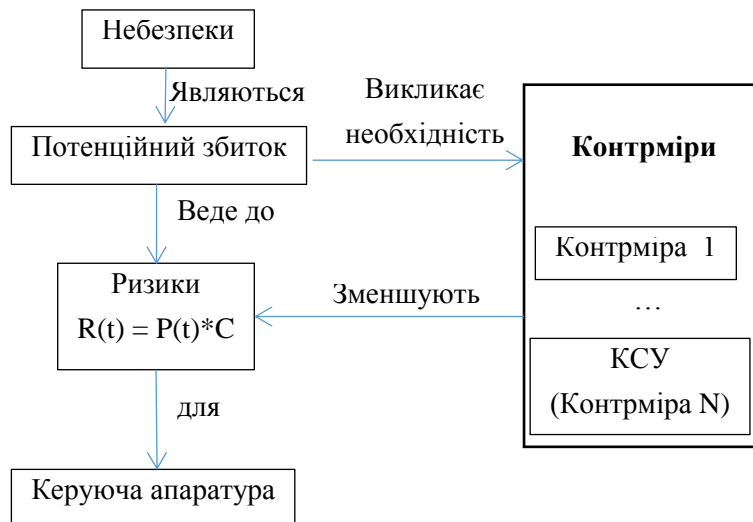 Небезпеки
Являються
Викликає
необхідність
Потенційний збиток
Контрміри
Веде до
Контрміра 1
Ризики
R(t) = P(t)*C
Зменшують
…
КСУ
(Контрміра N)
для
Керуюча апаратура